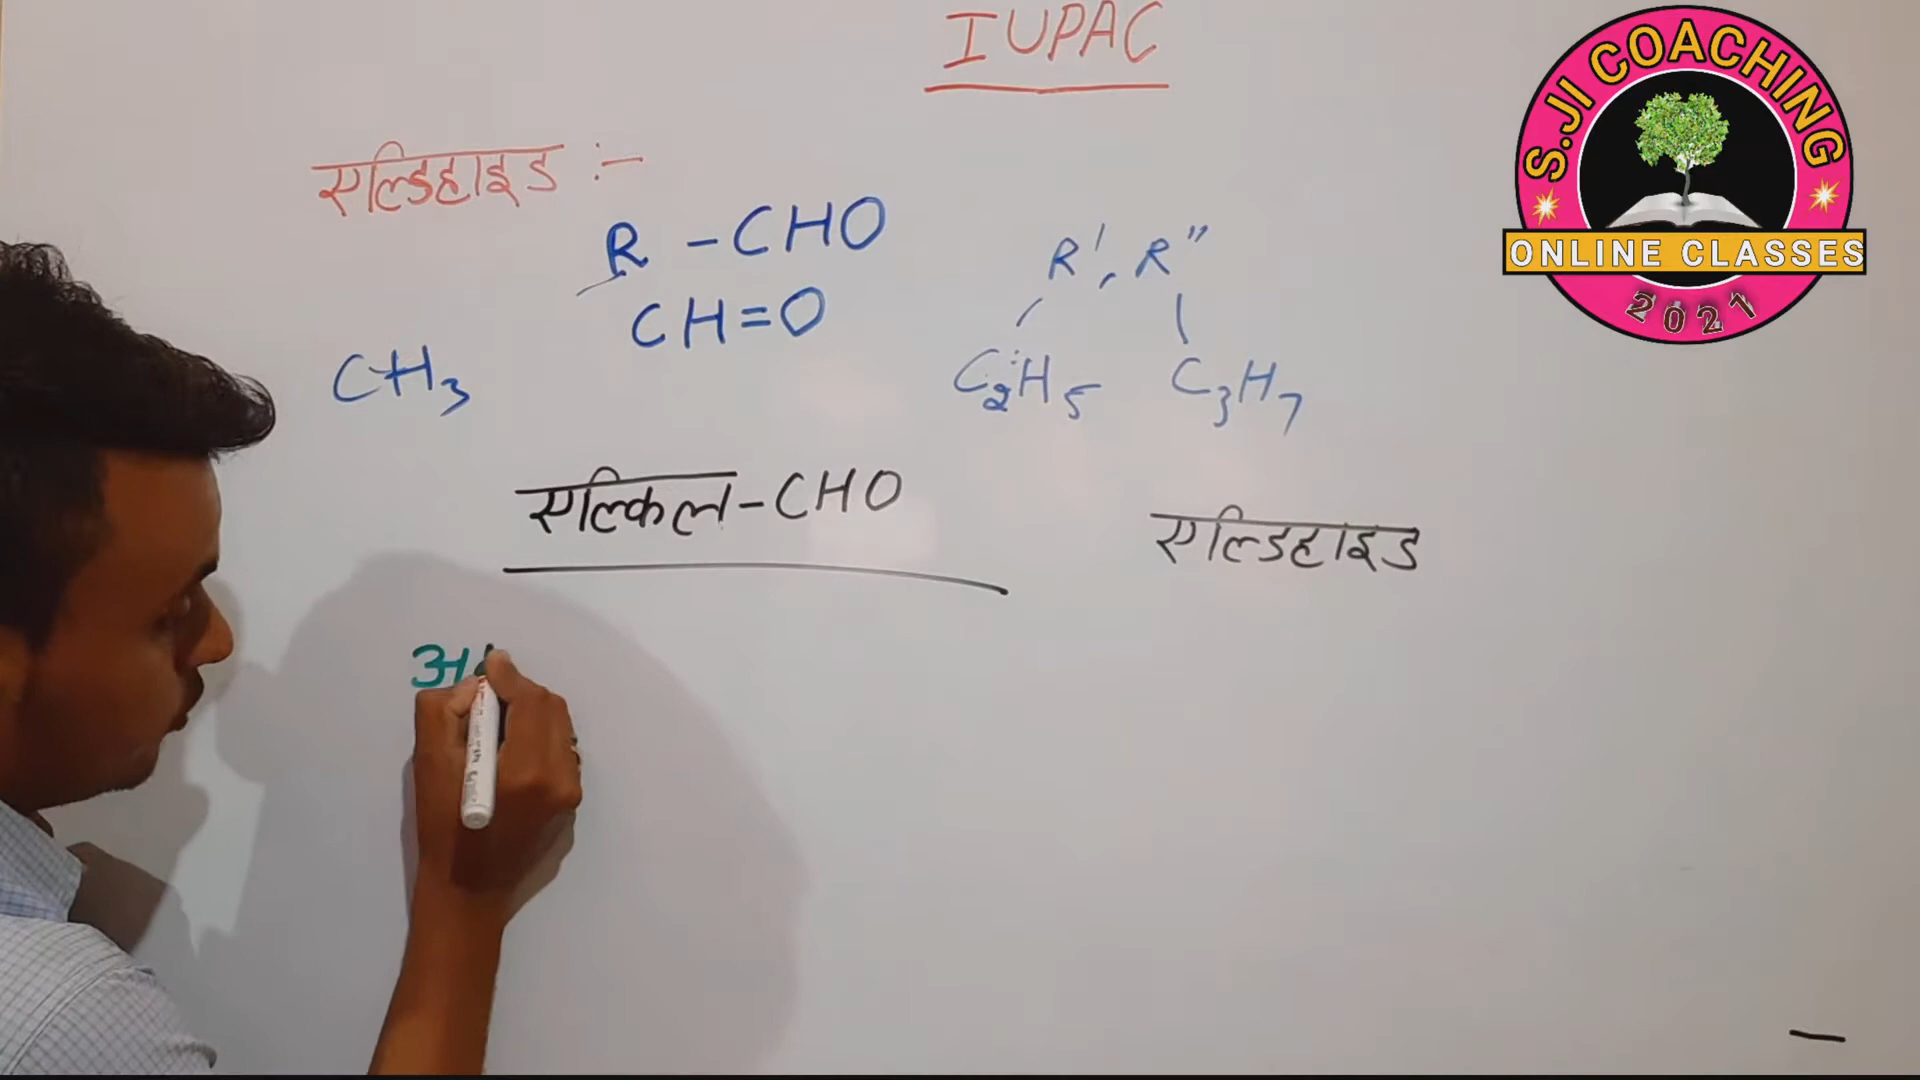 IUPAC
एल्डिहाइड :-
R - CHO
CH=O
R', R"
CH3
C2H5 C3H7
एल्किल-CHO
एल्डिहाइड
S.JI COACHING
ONLINE CLASSES
2021